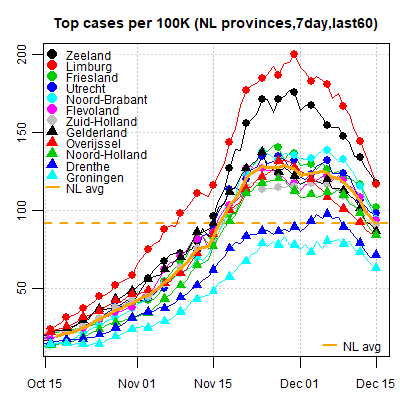 Top cases per 100K (NL provinces,7day,last60)
200
150
100
50
Zeeland
Limburg
Friesland
Utrecht
Noord-Brabant
Flevoland
Zuid-Holland
Gelderland
Overijssel
Noord-Holland
Drenthe
Groningen
NL avg
NL avg
Oct 15 Nov 01 Nov 15 Dec 01 Dec 15